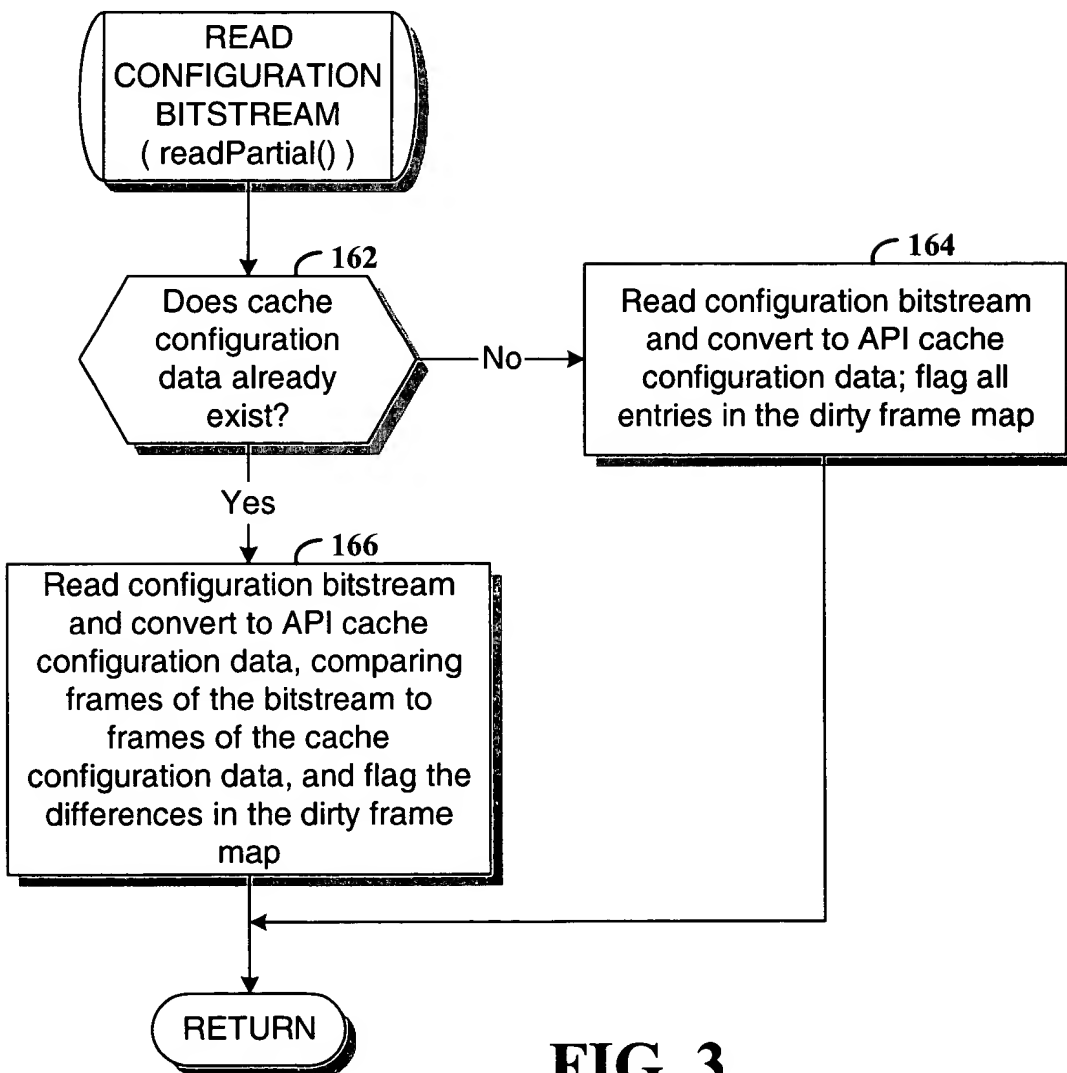 READ
CONFIGURATION
BITSTREAM
( readPartial() )
162
Does cache
configuration
data already
exist?
No
164
Read configuration bitstream
and convert to API cache
configuration data; flag all
entries in the dirty frame map
Yes
166
Read configuration bitstream
and convert to API cache
configuration data, comparing
frames of the bitstream to
frames of the cache
configuration data, and flag the
differences in the dirty frame
map
RETURN
FIG. 3